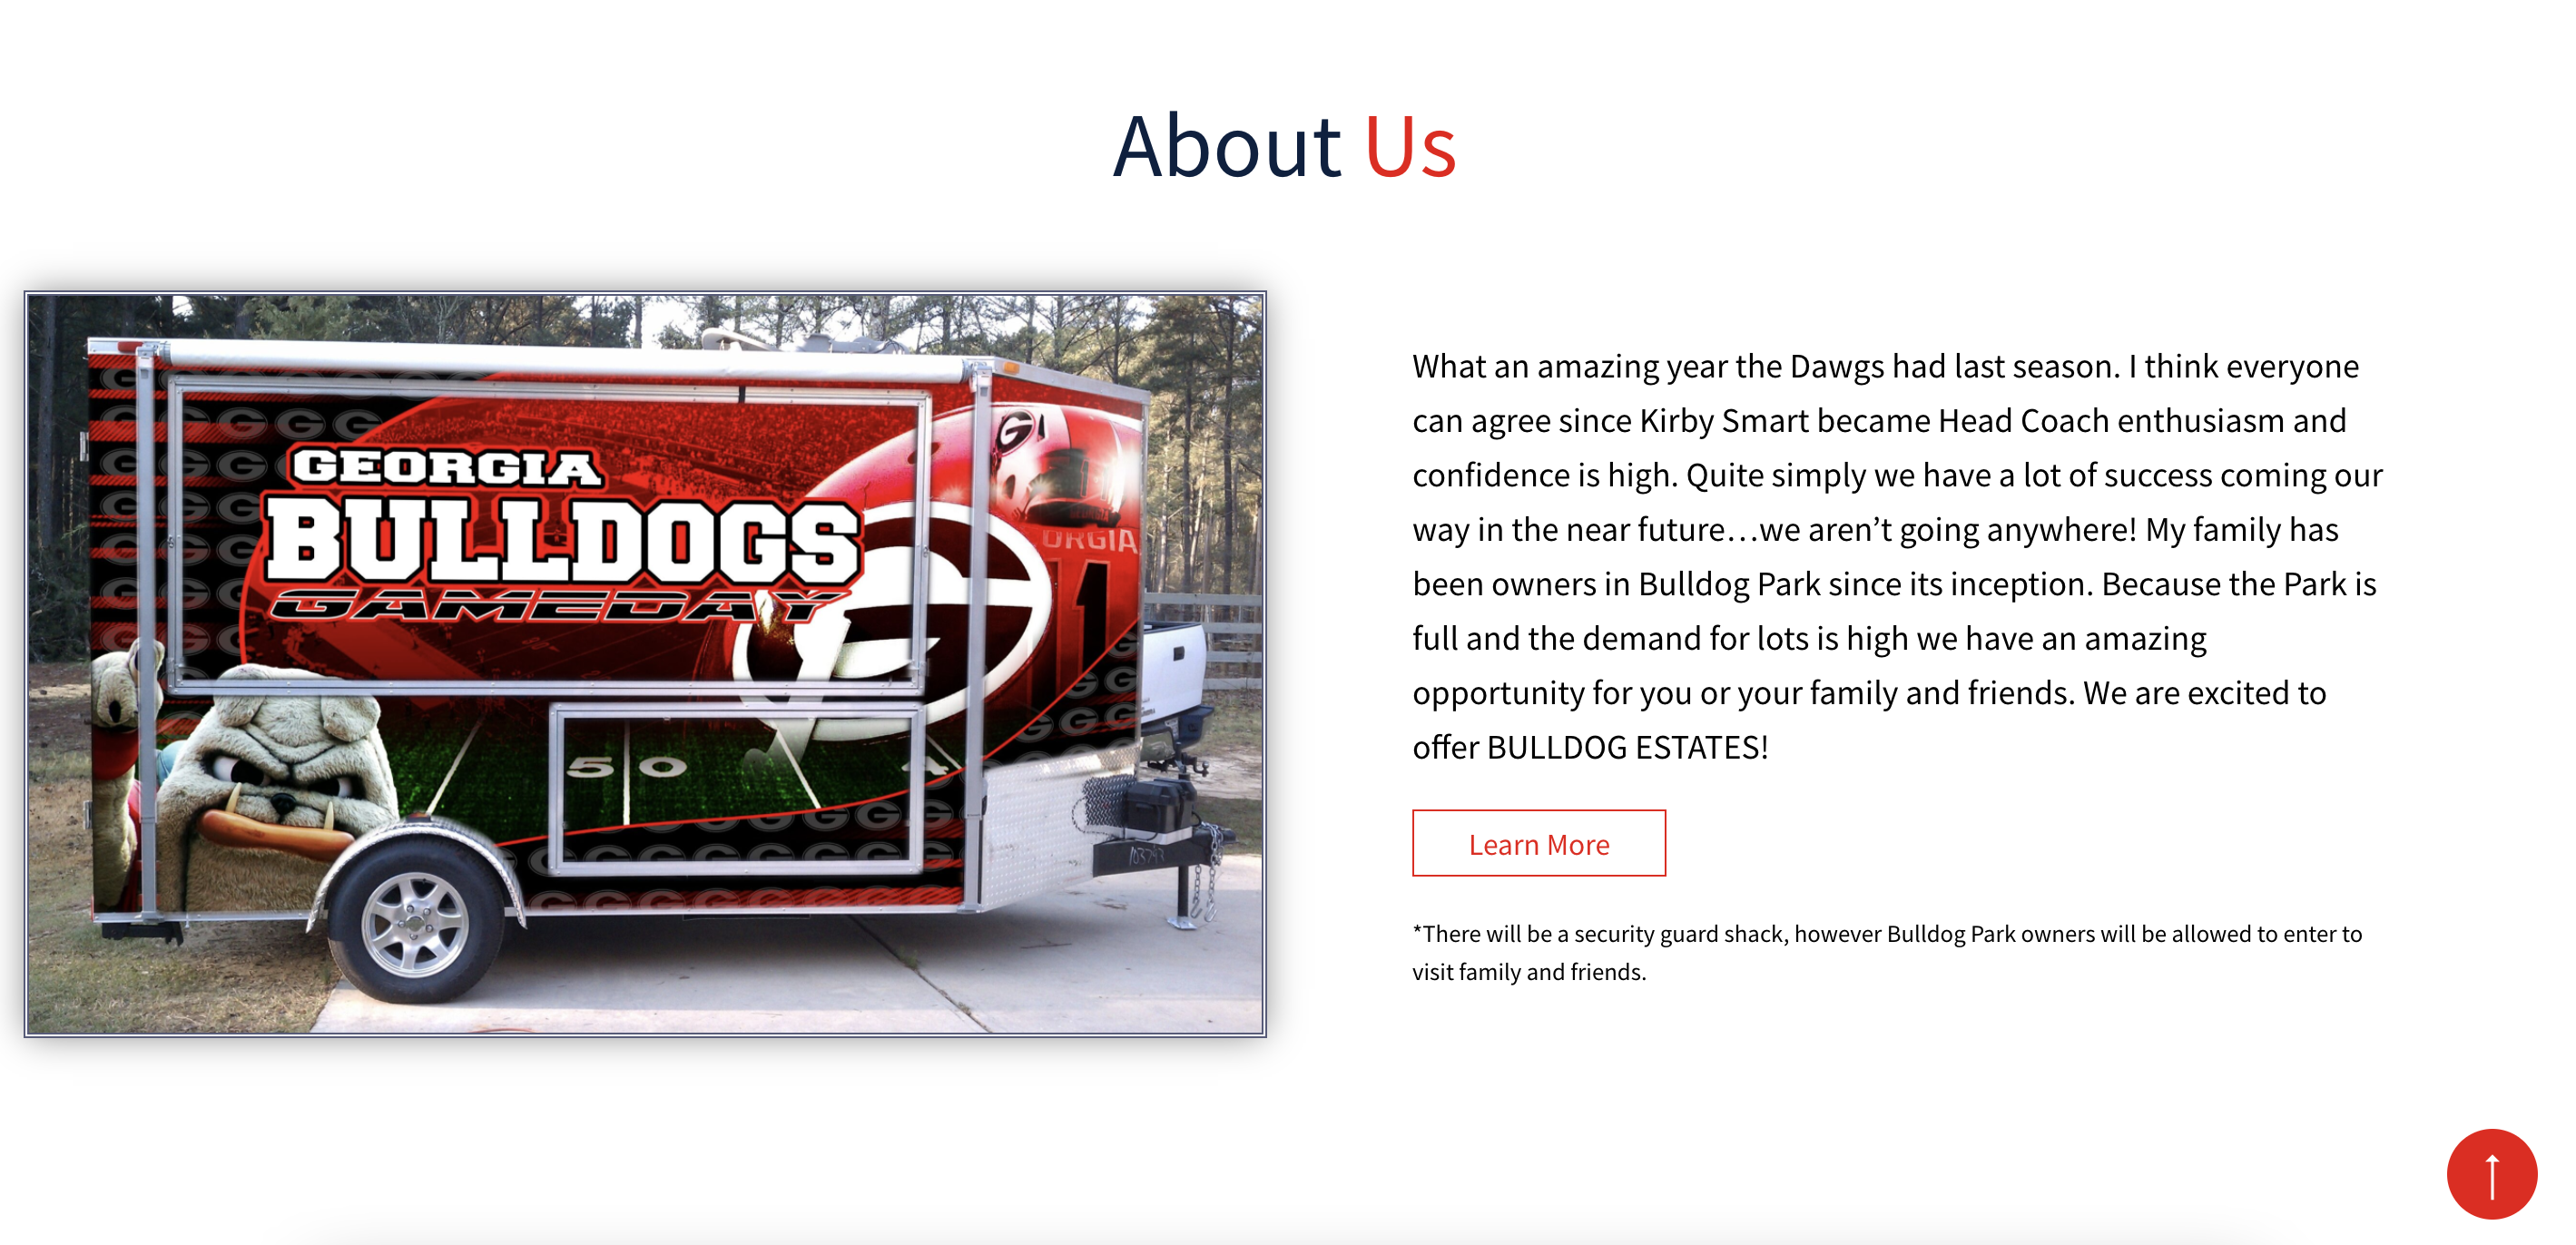 About Us
GEORGIA
BULLDOGS
GAMEDAY
ORGIA
11
50
103793
What an amazing year the Dawgs had last season. I think everyone
can agree since Kirby Smart became Head Coach enthusiasm and
confidence is high. Quite simply we have a lot of success coming our
way in the near future…we aren’t going anywhere! My family has
been owners in Bulldog Park since its inception. Because the Park is
full and the demand for lots is high we have an amazing
opportunity for you or your family and friends. We are excited to
offer BULLDOG ESTATES!
Learn More
*There will be a security guard shack, however Bulldog Park owners will be allowed to enter to
visit family and friends.